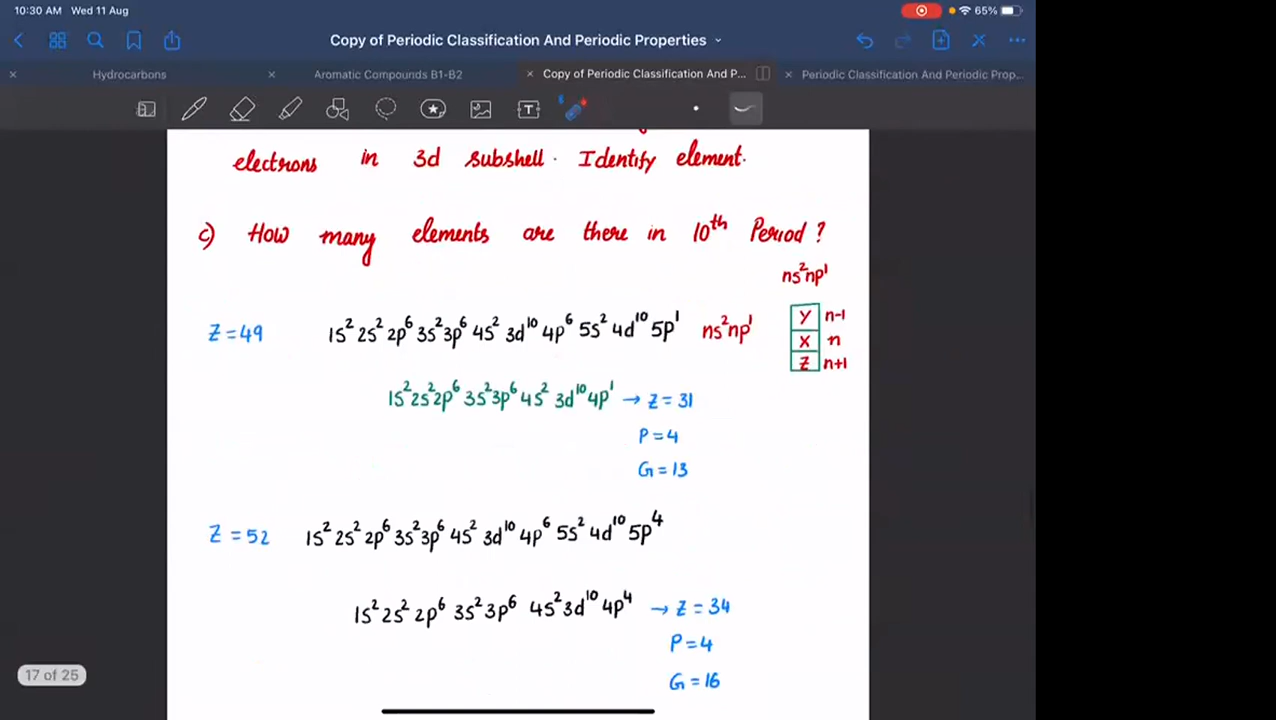 10:30 AM Wed 11 Aug
65%
Copy of Periodic Classification And Periodic Properties
Hydrocarbons
Aromatic Compounds B1-B2
Copy of Periodic Classification And P...
Periodic Classification And Periodic Prop...
electrons in 3d subshell. Identify element.
c) How many elements are there in 10th Period?
ns²np¹
Z = 49 1s² 2s² 2p⁶ 3s² 3p⁶ 4s² 3d¹⁰ 4p⁶ 5s² 4d¹⁰ 5p¹ ns²np¹
Y n-1
X n
Z n+1
1s² 2s² 2p⁶ 3s² 3p⁶ 4s² 3d¹⁰ 4p¹ → Z = 31
P = 4
G = 13
Z = 52 1s² 2s² 2p⁶ 3s² 3p⁶ 4s² 3d¹⁰ 4p⁶ 5s² 4d¹⁰ 5p⁴
1s² 2s² 2p⁶ 3s² 3p⁶ 4s² 3d¹⁰ 4p⁴ → Z = 34
P = 4
G = 16
17 of 25